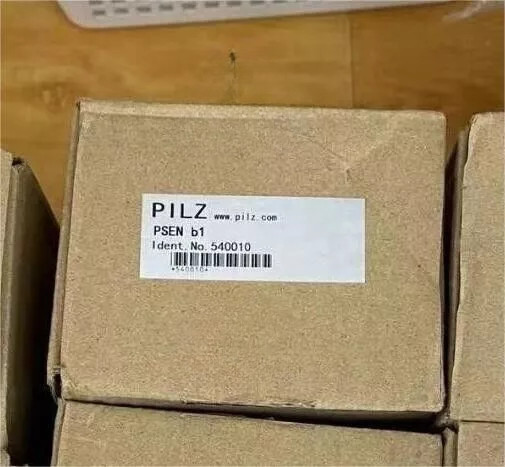 PILZ www.pilz.com
PSEN b1
Ident.No.540010
*540010*